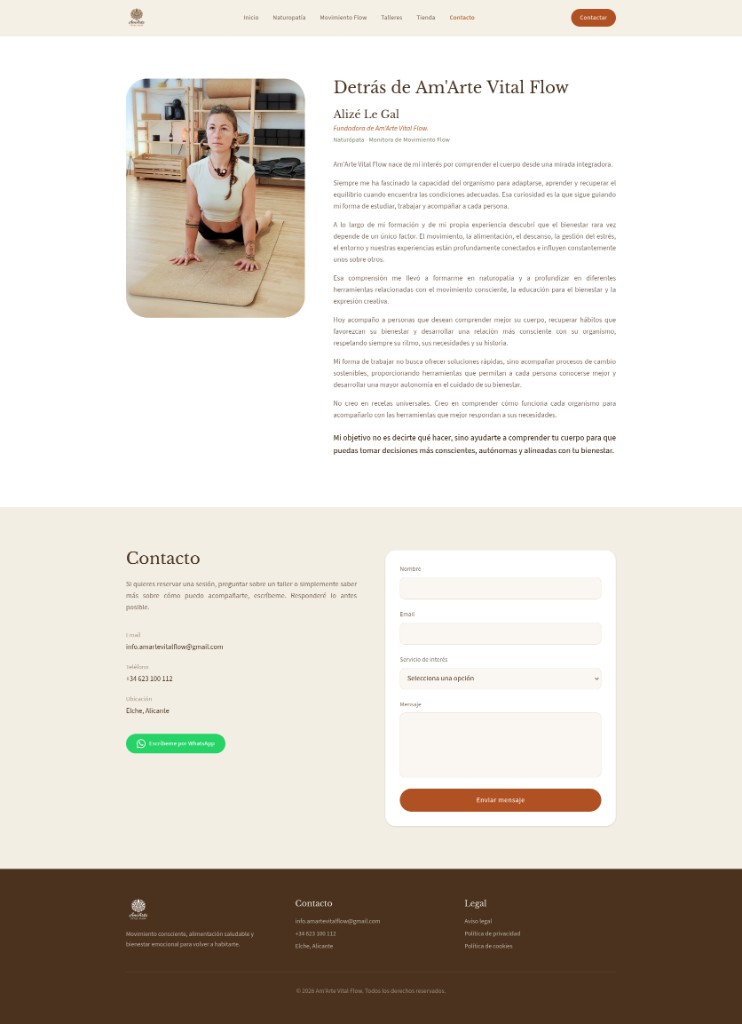 Am'Arte
Inicio Naturopatía Movimiento Flow Talleres Tienda Contacto Contactar
Detrás de Am'Arte Vital Flow
Alizé Le Gal
Fundadora de Am'Arte Vital Flow.
Naturópata · Monitora de Movimiento Flow
Am'Arte Vital Flow nace de mi interés por comprender el cuerpo desde una mirada integradora.
Siempre me ha fascinado la capacidad del organismo para adaptarse, aprender y recuperar el
equilibrio cuando encuentra las condiciones adecuadas. Esa curiosidad es la que sigue guiando
mi forma de estudiar, trabajar y acompañar a cada persona.
A lo largo de mi formación y de mi propia experiencia descubrí que el bienestar rara vez
depende de un único factor. El movimiento, la alimentación, el descanso, la gestión del estrés,
el entorno y nuestras experiencias están profundamente conectados e influyen constantemente
unos sobre otros.
Esa comprensión me llevó a formarme en naturopatía y a profundizar en diferentes
herramientas relacionadas con el movimiento consciente, la educación para el bienestar y la
expresión creativa.
Hoy acompaño a personas que desean comprender mejor su cuerpo, recuperar hábitos que
favorezcan su bienestar y desarrollar una relación más consciente con su organismo,
respetando siempre su ritmo, sus necesidades y su historia.
Mi forma de trabajar no busca ofrecer soluciones rápidas, sino acompañar procesos de cambio
sostenibles, proporcionando herramientas que permitan a cada persona conocerse mejor y
desarrollar una mayor autonomía en el cuidado de su bienestar.
No creo en recetas universales. Creo en comprender cómo funciona cada organismo para
acompañarlo con las herramientas que mejor respondan a sus necesidades.
Mi objetivo no es decirte qué hacer, sino ayudarte a comprender tu cuerpo para que
puedas tomar decisiones más conscientes, autónomas y alineadas con tu bienestar.
Contacto
Si quieres reservar una sesión, preguntar sobre un taller o simplemente saber
más sobre cómo puedo acompañarte, escríbeme. Responderé lo antes
posible.
Email
info.amartevitalflow@gmail.com
Teléfono
+34 623 100 112
Ubicación
Elche, Alicante
Escríbeme por WhatsApp
Nombre
Email
Servicio de interés
Selecciona una opción
Mensaje
Enviar mensaje
Am'Arte
Movimiento consciente, alimentación saludable y
bienestar emocional para volver a habitarte.
Contacto
info.amartevitalflow@gmail.com
+34 623 100 112
Elche, Alicante
Legal
Aviso legal
Política de privacidad
Política de cookies
© 2026 Am'Arte Vital Flow. Todos los derechos reservados.